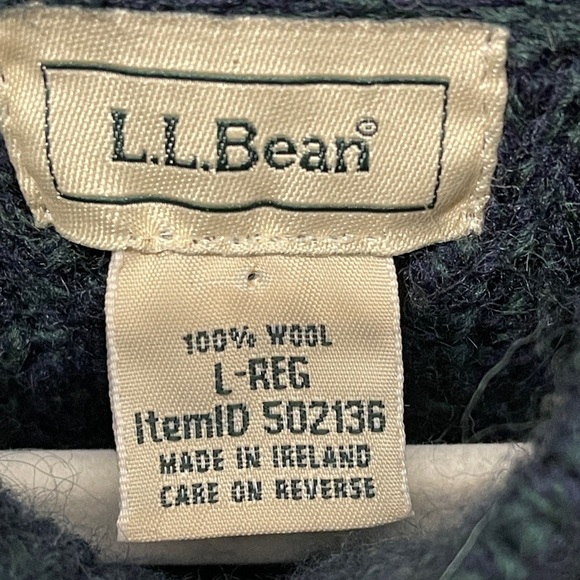 L.L.Bean®
100% WOOL
L-REG
ItemID 502136
MADE IN IRELAND
CARE ON REVERSE